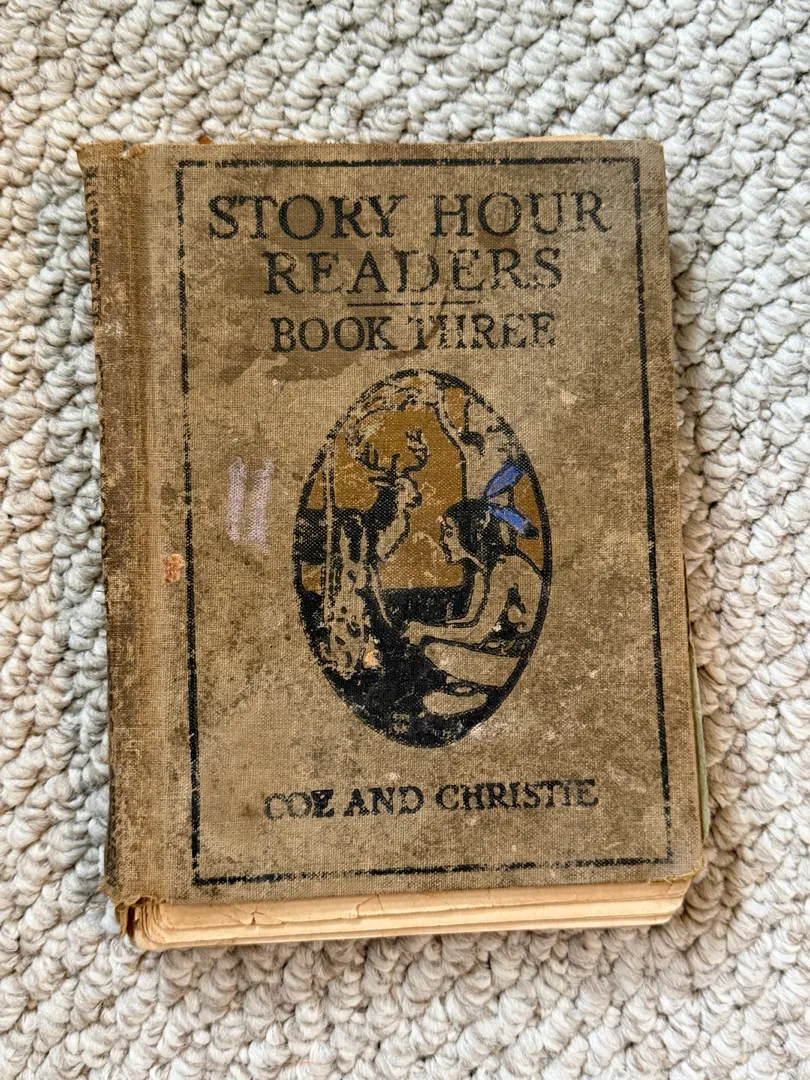 STORY HOUR
READERS
BOOK THREE
COE AND CHRISTIE